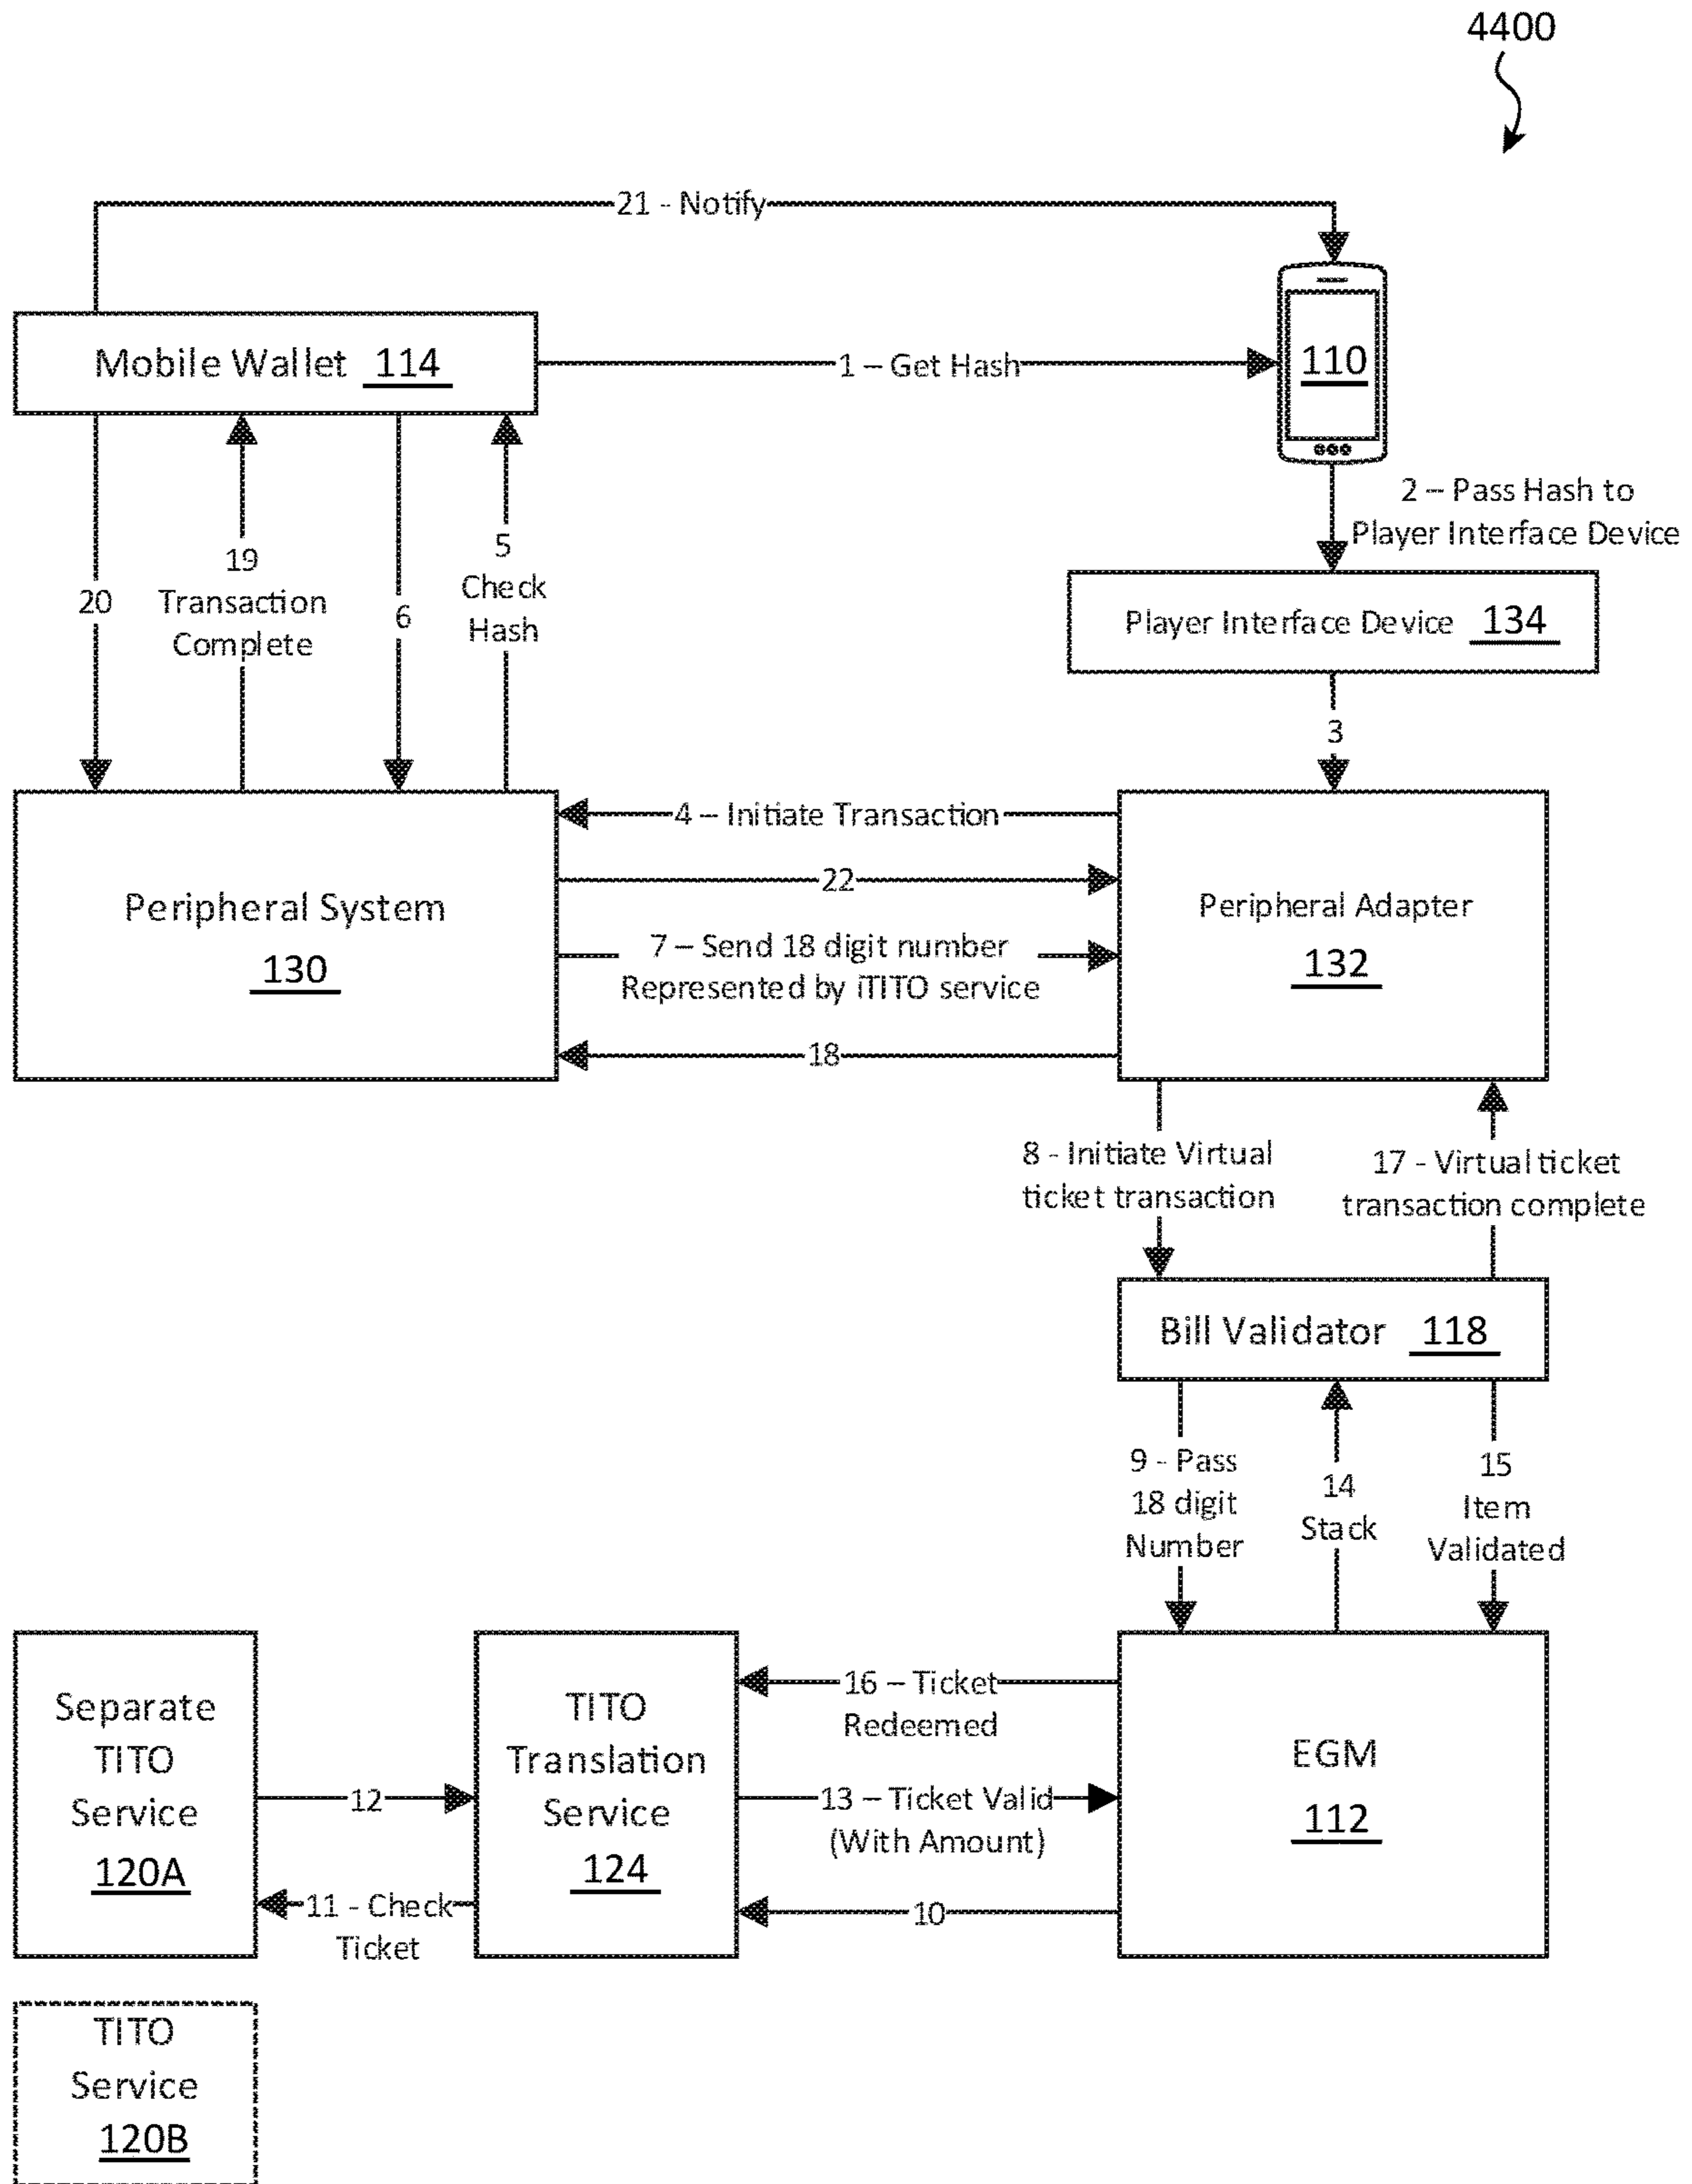 4400
21 - Notify
Mobile Wallet 114
1 – Get Hash
110
2 – Pass Hash to
Player Interface Device
20
19
Transaction
Complete
6
5
Check
Hash
Player Interface Device 134
3
4 – Initiate Transaction
22
Peripheral System
130
7 – Send 18 digit number
Represented by iTITO service
18
Peripheral Adapter
132
8 - Initiate Virtual
ticket transaction
17 - Virtual ticket
transaction complete
Bill Validator 118
9 - Pass
18 digit
Number
14
Stack
15
Item
Validated
Separate
TITO
Service
120A
12
11 - Check
Ticket
TITO
Translation
Service
124
16 – Ticket
Redeemed
13 – Ticket Valid
(With Amount)
10
EGM
112
TITO
Service
120B